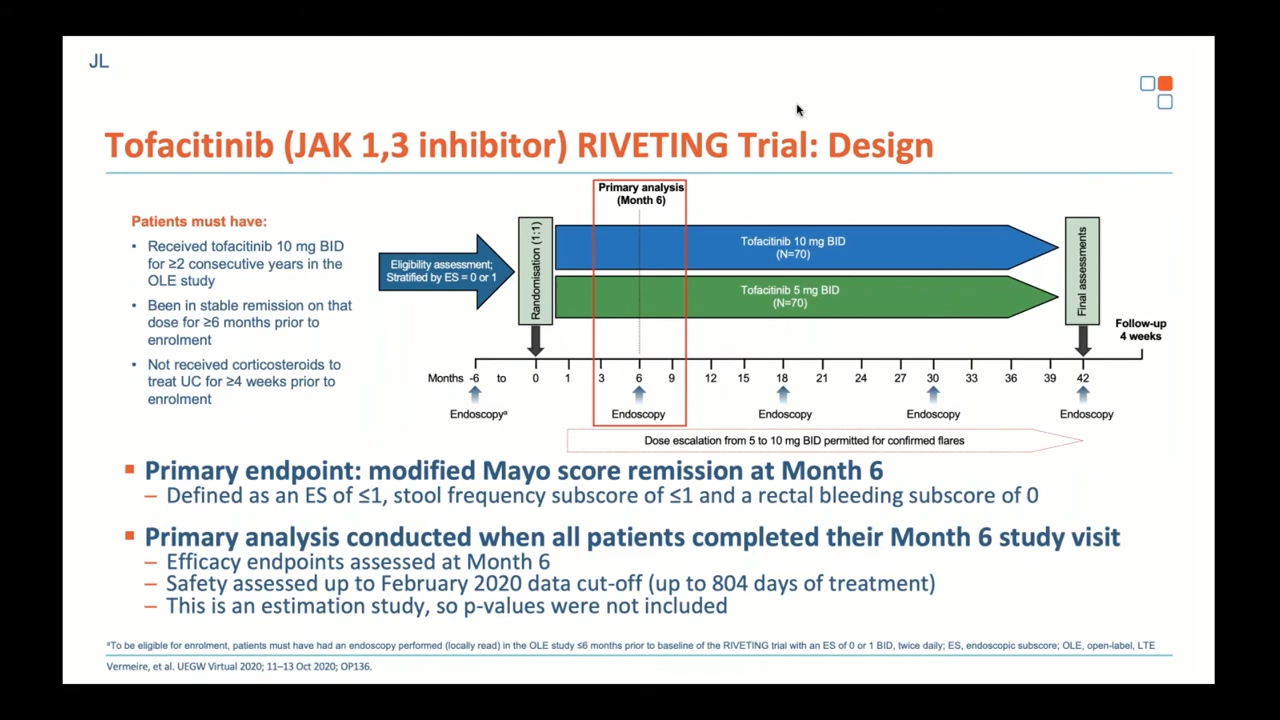 JL
Tofacitinib (JAK 1,3 inhibitor) RIVETING Trial: Design
Patients must have:
• Received tofacitinib 10 mg BID
for ≥2 consecutive years in the
OLE study
• Been in stable remission on that
dose for ≥6 months prior to
enrolment
• Not received corticosteroids to
treat UC for ≥4 weeks prior to
enrolment
Primary analysis
(Month 6)
Eligibility assessment;
Stratified by ES = 0 or 1
Randomisation (1:1)
Tofacitinib 10 mg BID
(N=70)
Tofacitinib 5 mg BID
(N=70)
Final assessments
Follow-up
4 weeks
Months -6 to 0 1 3 6 9 12 15 18 21 24 27 30 33 36 39 42
Endoscopyᵃ Endoscopy Endoscopy Endoscopy Endoscopy
Dose escalation from 5 to 10 mg BID permitted for confirmed flares
Primary endpoint: modified Mayo score remission at Month 6
– Defined as an ES of ≤1, stool frequency subscore of ≤1 and a rectal bleeding subscore of 0
Primary analysis conducted when all patients completed their Month 6 study visit
– Efficacy endpoints assessed at Month 6
– Safety assessed up to February 2020 data cut-off (up to 804 days of treatment)
– This is an estimation study, so p-values were not included
ᵃTo be eligible for enrolment, patients must have had an endoscopy performed (locally read) in the OLE study ≤6 months prior to baseline of the RIVETING trial with an ES of 0 or 1 BID, twice daily; ES, endoscopic subscore; OLE, open-label, LTE
Vermeire, et al. UEGW Virtual 2020; 11–13 Oct 2020; OP136.